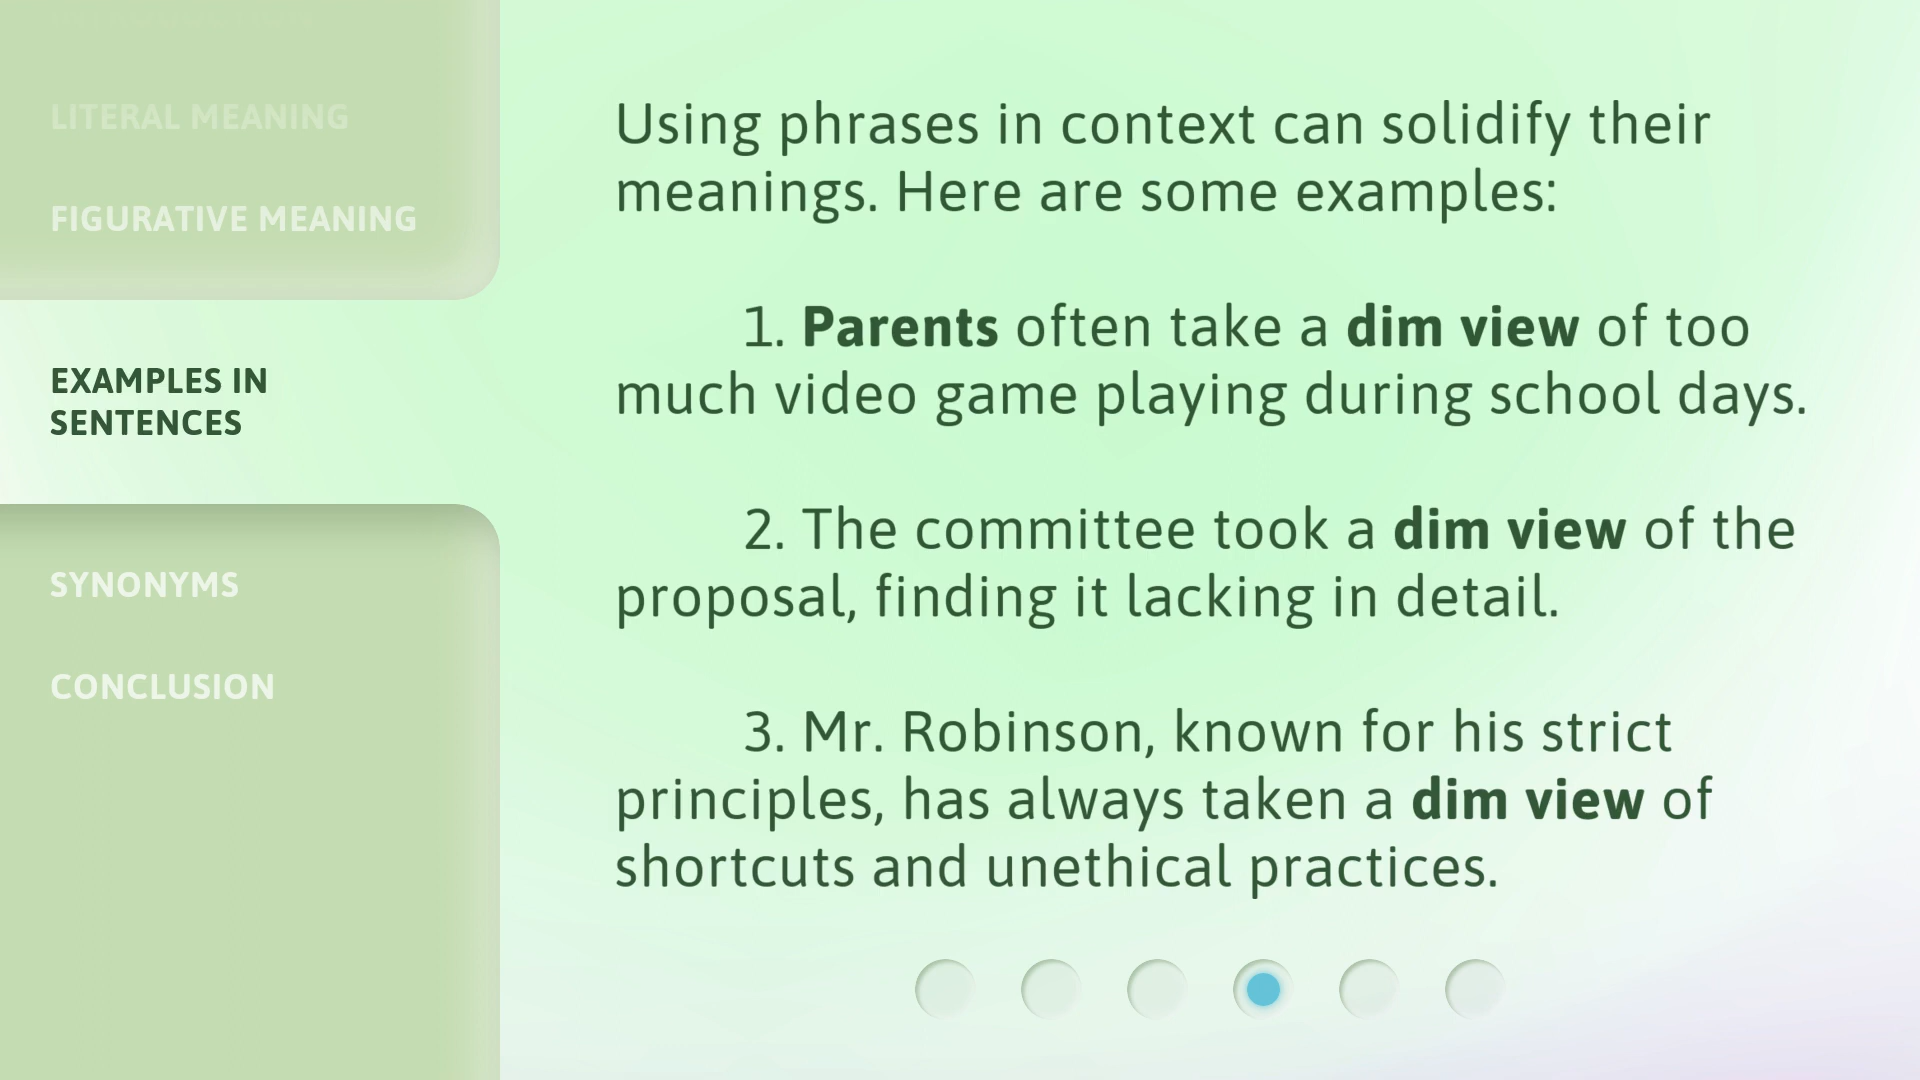 LITERAL MEANING
FIGURATIVE MEANING
EXAMPLES IN
SENTENCES
SYNONYMS
CONCLUSION
Using phrases in context can solidify their
meanings. Here are some examples:
1. Parents often take a dim view of too
much video game playing during school days.
2. The committee took a dim view of the
proposal, finding it lacking in detail.
3. Mr. Robinson, known for his strict
principles, has always taken a dim view of
shortcuts and unethical practices.